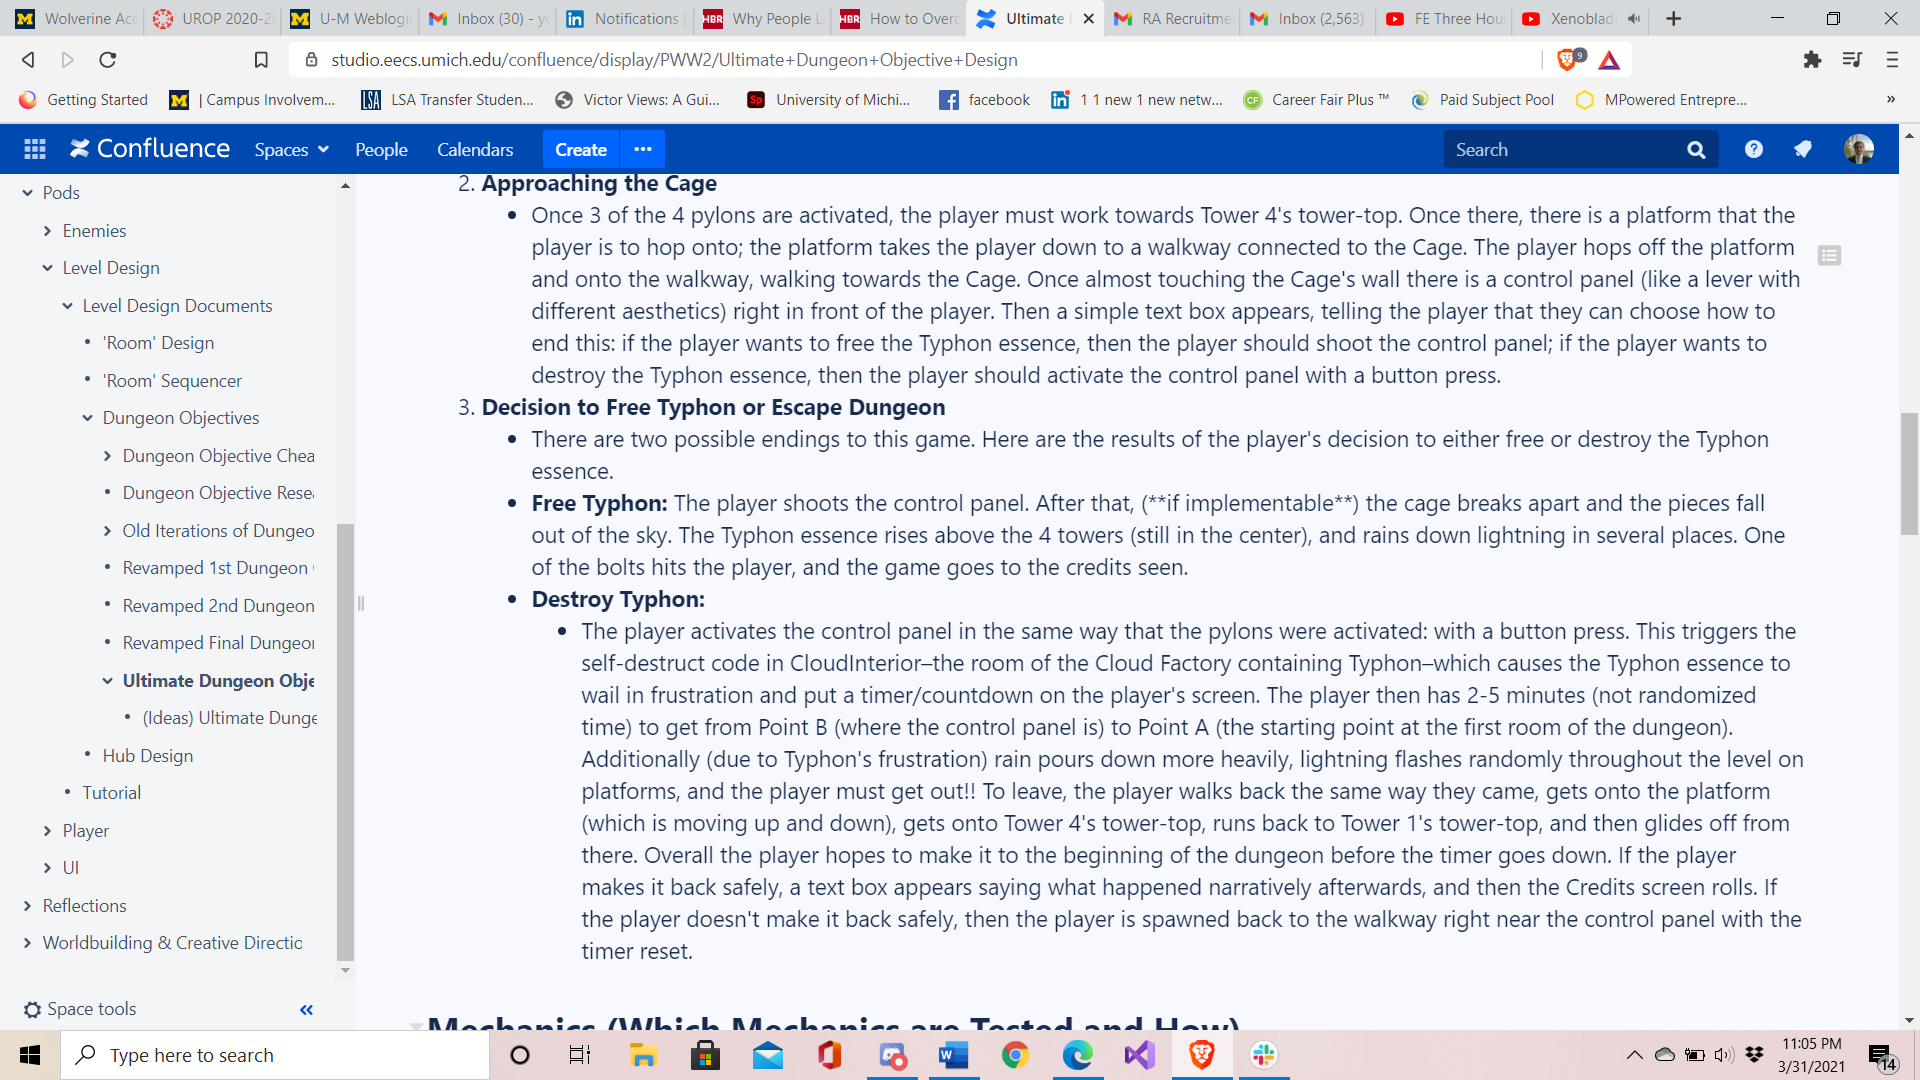 Wolverine Acc
UROP 2020-2
U-M Weblogi
Inbox (30) - y
Notifications
Why People L
How to Overc
Ultimate
RA Recruitme
Inbox (2,563)
FE Three Hou
Xenoblad
studio.eecs.umich.edu/confluence/display/PWW2/Ultimate+Dungeon+Objective+Design
9
Getting Started
| Campus Involvem...
LSA Transfer Studen...
Victor Views: A Gui...
University of Michi...
facebook
1 1 new 1 new netw...
Career Fair Plus ™
Paid Subject Pool
MPowered Entrepre...
»
Confluence
Spaces
People
Calendars
Create
Search
Pods
Enemies
Level Design
Level Design Documents
'Room' Design
'Room' Sequencer
Dungeon Objectives
Dungeon Objective Chea
Dungeon Objective Rese
Old Iterations of Dungeo
Revamped 1st Dungeon
Revamped 2nd Dungeon
Revamped Final Dungeon
Ultimate Dungeon Obje
(Ideas) Ultimate Dunge
Hub Design
Tutorial
Player
UI
Reflections
Worldbuilding & Creative Directio
Space tools
2. Approaching the Cage
Once 3 of the 4 pylons are activated, the player must work towards Tower 4's tower-top. Once there, there is a platform that the
player is to hop onto; the platform takes the player down to a walkway connected to the Cage. The player hops off the platform
and onto the walkway, walking towards the Cage. Once almost touching the Cage's wall there is a control panel (like a lever with
different aesthetics) right in front of the player. Then a simple text box appears, telling the player that they can choose how to
end this: if the player wants to free the Typhon essence, then the player should shoot the control panel; if the player wants to
destroy the Typhon essence, then the player should activate the control panel with a button press.
3. Decision to Free Typhon or Escape Dungeon
There are two possible endings to this game. Here are the results of the player's decision to either free or destroy the Typhon
essence.
Free Typhon: The player shoots the control panel. After that, (**if implementable**) the cage breaks apart and the pieces fall
out of the sky. The Typhon essence rises above the 4 towers (still in the center), and rains down lightning in several places. One
of the bolts hits the player, and the game goes to the credits seen.
Destroy Typhon:
The player activates the control panel in the same way that the pylons were activated: with a button press. This triggers the
self-destruct code in CloudInterior–the room of the Cloud Factory containing Typhon–which causes the Typhon essence to
wail in frustration and put a timer/countdown on the player's screen. The player then has 2-5 minutes (not randomized
time) to get from Point B (where the control panel is) to Point A (the starting point at the first room of the dungeon).
Additionally (due to Typhon's frustration) rain pours down more heavily, lightning flashes randomly throughout the level on
platforms, and the player must get out!! To leave, the player walks back the same way they came, gets onto the platform
(which is moving up and down), gets onto Tower 4's tower-top, runs back to Tower 1's tower-top, and then glides off from
there. Overall the player hopes to make it to the beginning of the dungeon before the timer goes down. If the player
makes it back safely, a text box appears saying what happened narratively afterwards, and then the Credits screen rolls. If
the player doesn't make it back safely, then the player is spawned back to the walkway right near the control panel with the
timer reset.
Mechanics (Which Mechanics are Tested and How)
Type here to search
11:05 PM
3/31/2021
14